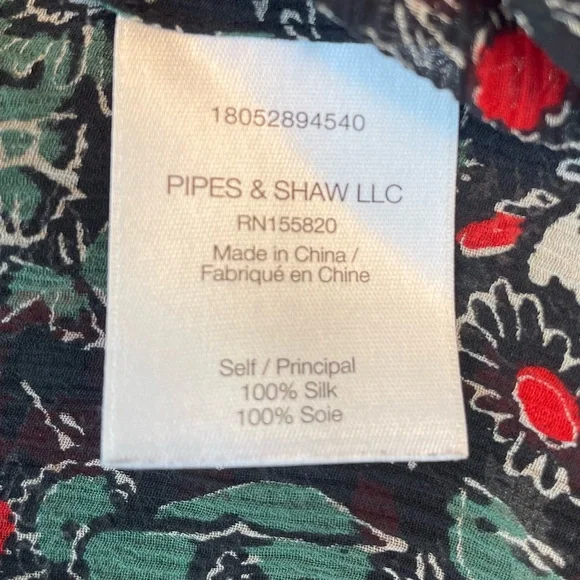 18052894540
PIPES & SHAW LLC
RN155820
Made in China /
Fabriqué en Chine
Self / Principal
100% Silk
100% Soie